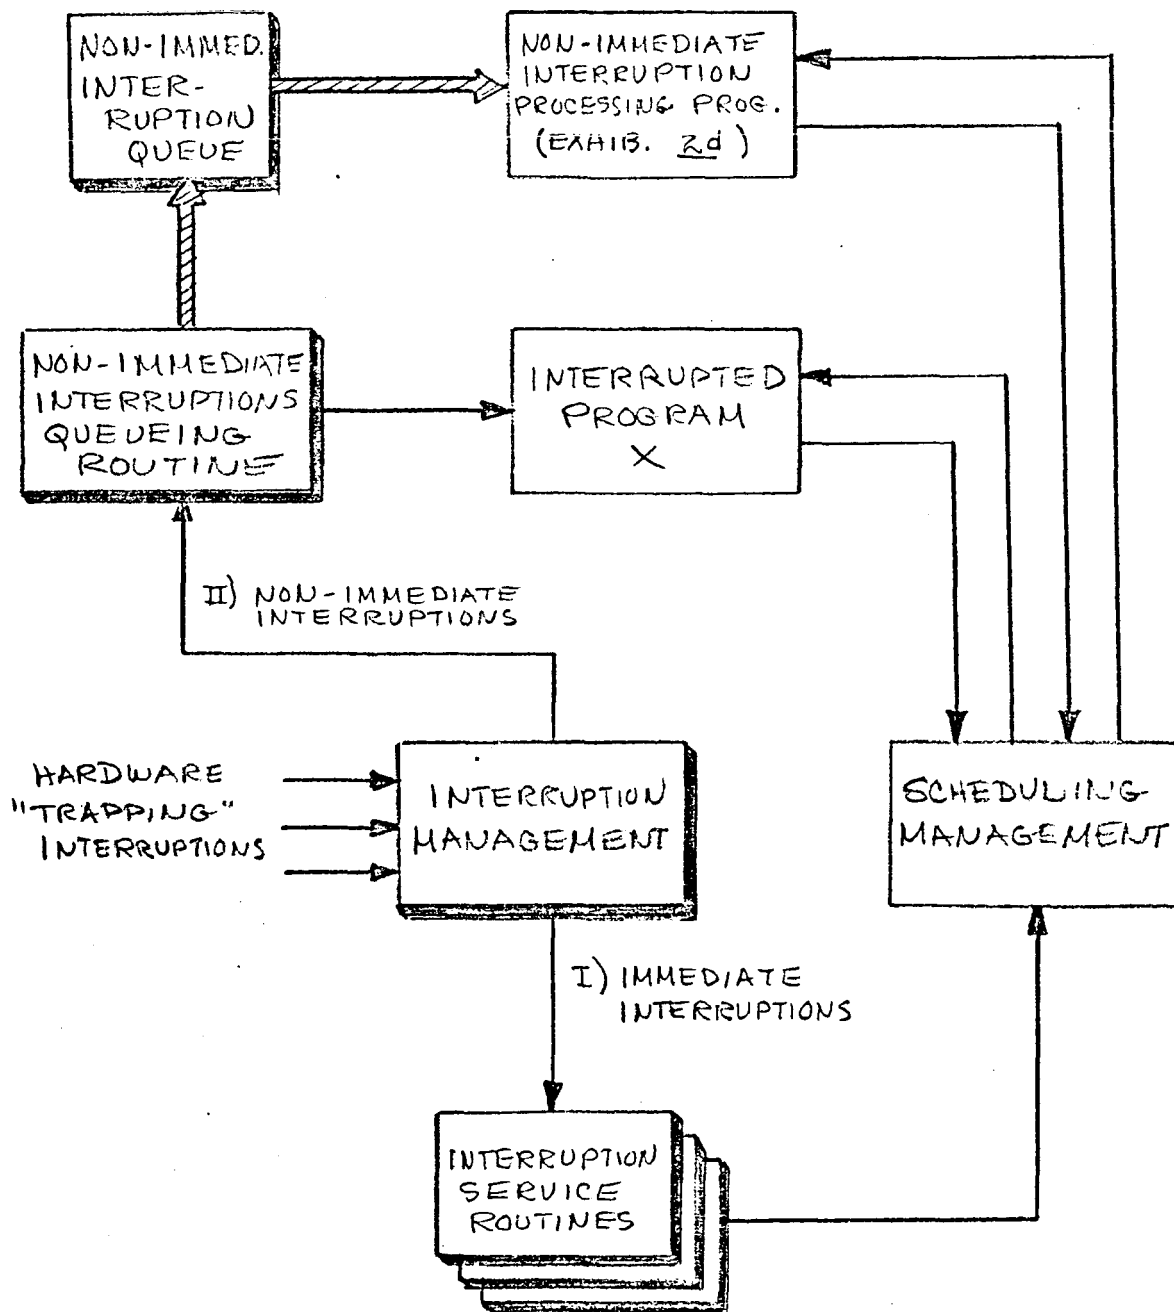 NON-IMMED.
INTER-
RUPTION
QUEUE
NON-IMMEDIATE
INTERRUPTION
PROCESSING PROG.
(EXHIB. 2d)
NON-IMMEDIATE
INTERRUPTIONS
QUEUEING
ROUTINE
INTERRUPTED
PROGRAM
X
II) NON-IMMEDIATE
INTERRUPTIONS
HARDWARE
"TRAPPING"
INTERRUPTIONS
INTERRUPTION
MANAGEMENT
SCHEDULING
MANAGEMENT
I) IMMEDIATE
INTERRUPTIONS
INTERRUPTION
SERVICE
ROUTINES